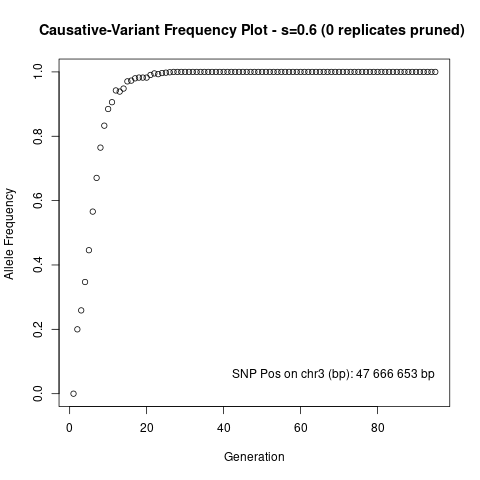 Causative-Variant Frequency Plot - s=0.6 (0 replicates pruned)
Allele Frequency
1.0
0.8
0.6
0.4
0.2
0.0
SNP Pos on chr3 (bp): 47 666 653 bp
0 20 40 60 80
Generation